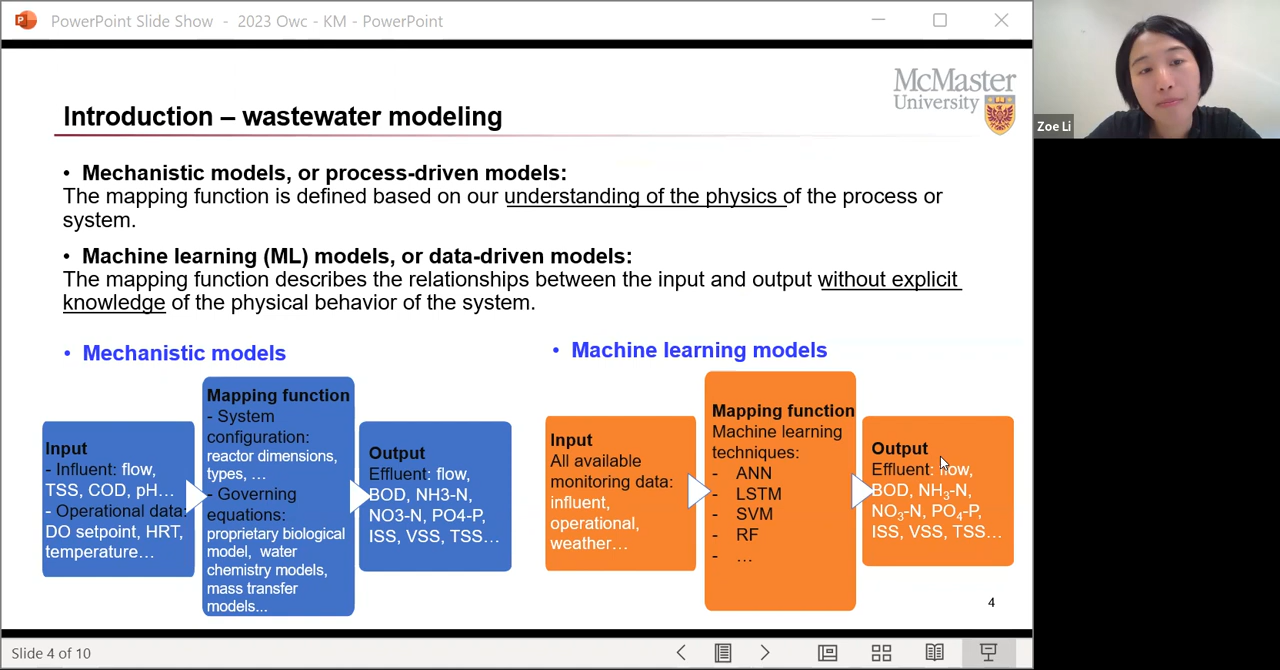 PowerPoint Slide Show - 2023 Owc - KM - PowerPoint
McMaster
University
Zoe Li
Introduction – wastewater modeling
• Mechanistic models, or process-driven models:
The mapping function is defined based on our understanding of the physics of the process or
system.
• Machine learning (ML) models, or data-driven models:
The mapping function describes the relationships between the input and output without explicit
knowledge of the physical behavior of the system.
• Mechanistic models
Input
- Influent: flow,
TSS, COD, pH…
- Operational data:
DO setpoint, HRT,
temperature…
Mapping function
- System
configuration:
reactor dimensions,
types, …
- Governing
equations:
proprietary biological
model, water
chemistry models,
mass transfer
models...
Output
Effluent: flow,
BOD, NH3-N,
NO3-N, PO4-P,
ISS, VSS, TSS…
• Machine learning models
Input
All available
monitoring data:
influent,
operational,
weather…
Mapping function
Machine learning
techniques:
- ANN
- LSTM
- SVM
- RF
- …
Output
Effluent: flow,
BOD, NH₃-N,
NO₃-N, PO₄-P,
ISS, VSS, TSS…
4
Slide 4 of 10